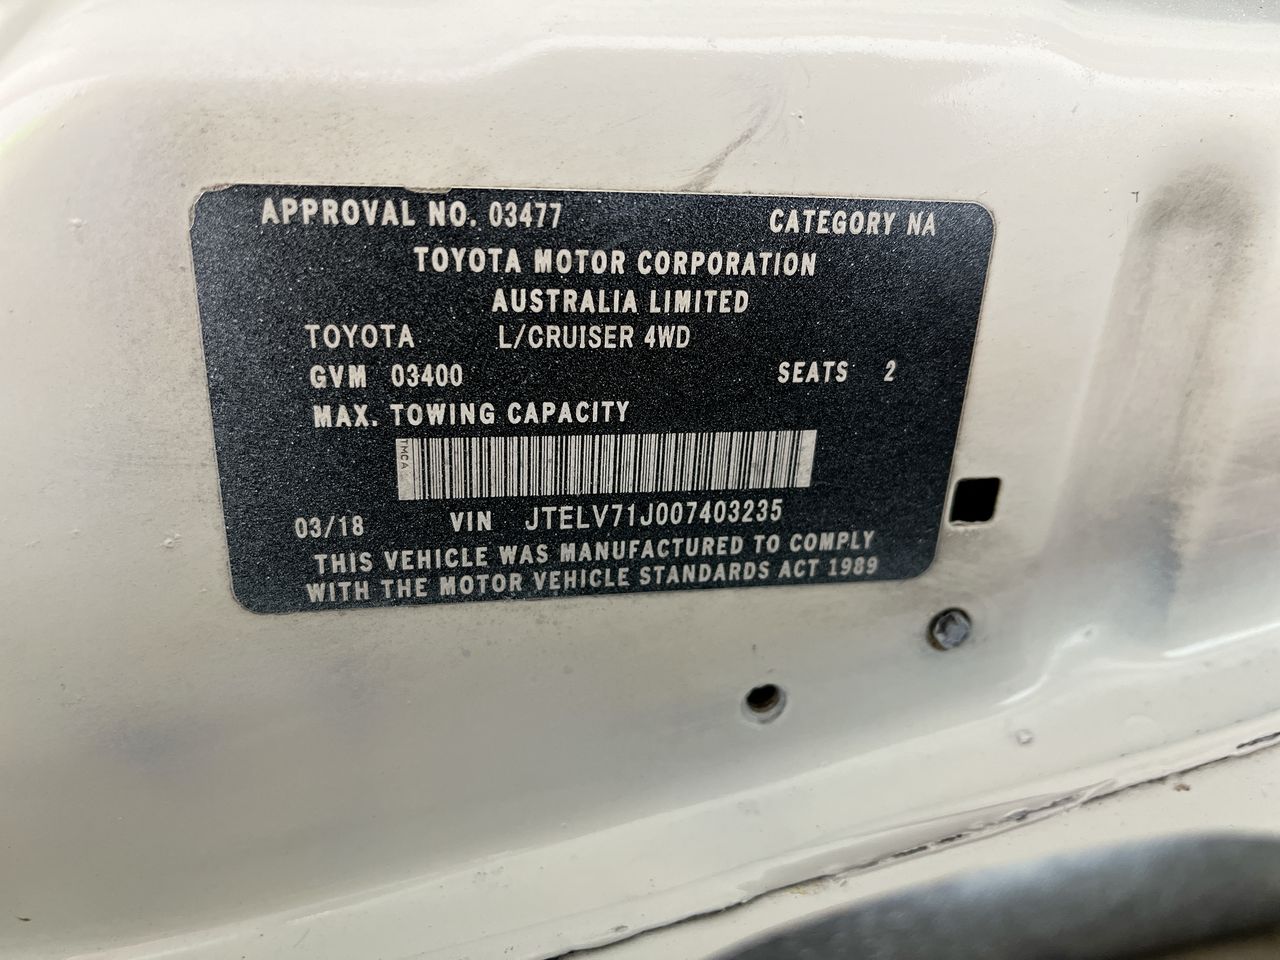 APPROVAL NO. 03477 CATEGORY NA
TOYOTA MOTOR CORPORATION
AUSTRALIA LIMITED
TOYOTA L/CRUISER 4WD
GVM 03400 SEATS 2
MAX. TOWING CAPACITY
TMCA
03/18 VIN JTELV71J007403235
THIS VEHICLE WAS MANUFACTURED TO COMPLY
WITH THE MOTOR VEHICLE STANDARDS ACT 1989